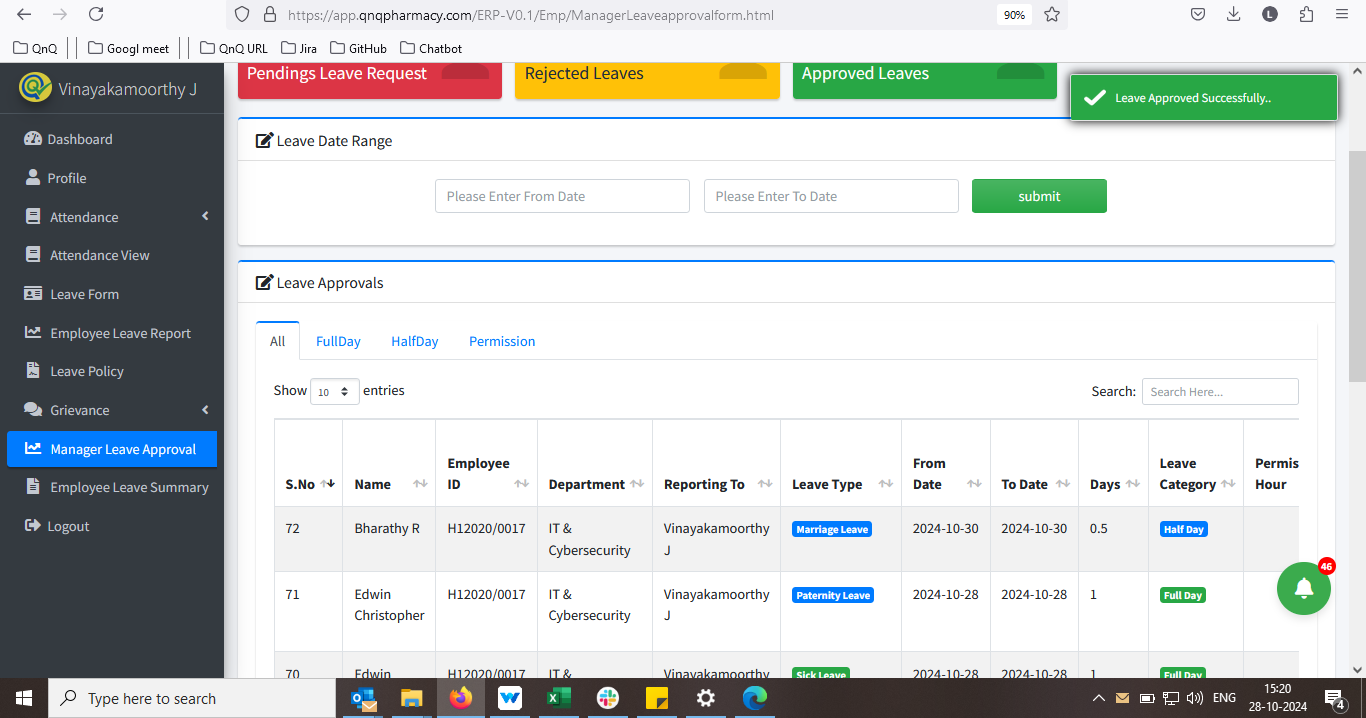 https://app.qnqpharmacy.com/ERP-V0.1/Emp/ManagerLeaveapprovalform.html
90%
L
QnQ
Googl meet
QnQ URL
Jira
GitHub
Chatbot
Vinayakamoorthy J
Dashboard
Profile
Attendance
Attendance View
Leave Form
Employee Leave Report
Leave Policy
Grievance
Manager Leave Approval
Employee Leave Summary
Logout
Pendings Leave Request
Rejected Leaves
Approved Leaves
Leave Approved Successfully..
Leave Date Range
Please Enter From Date
Please Enter To Date
submit
Leave Approvals
All
FullDay
HalfDay
Permission
Show 10 entries
Search: Search Here...
S.No
Name
Employee
ID
Department
Reporting To
Leave Type
From
Date
To Date
Days
Leave
Category
Permis
Hour
72
Bharathy R
H12020/0017
IT &
Cybersecurity
Vinayakamoorthy
J
Marriage Leave
2024-10-30
2024-10-30
0.5
Half Day
71
Edwin
Christopher
H12020/0017
IT &
Cybersecurity
Vinayakamoorthy
J
Paternity Leave
2024-10-28
2024-10-28
1
Full Day
70
Edwin
H12020/0017
IT &
Vinayakamoorthy
Sick Leave
2024-10-28
2024-10-28
1
Full Day
46
Type here to search
ENG
15:20
28-10-2024
4